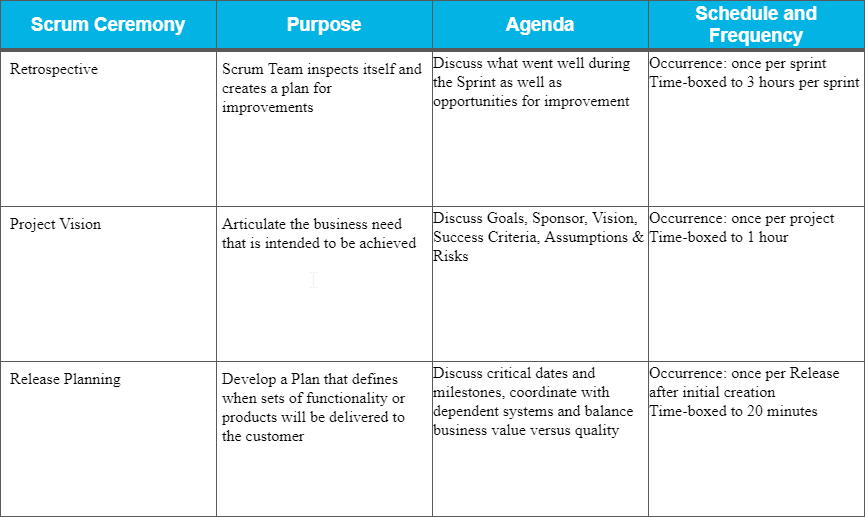 Scrum Ceremony
Purpose
Agenda
Schedule and
Frequency
Retrospective
Scrum Team inspects itself and
creates a plan for
improvements
Discuss what went well during
the Sprint as well as
opportunities for improvement
Occurrence: once per sprint
Time-boxed to 3 hours per sprint
Project Vision
Articulate the business need
that is intended to be achieved
Discuss Goals, Sponsor, Vision,
Success Criteria, Assumptions &
Risks
Occurrence: once per project
Time-boxed to 1 hour
Release Planning
Develop a Plan that defines
when sets of functionality or
products will be delivered to
the customer
Discuss critical dates and
milestones, coordinate with
dependent systems and balance
business value versus quality
Occurrence: once per Release
after initial creation
Time-boxed to 20 minutes